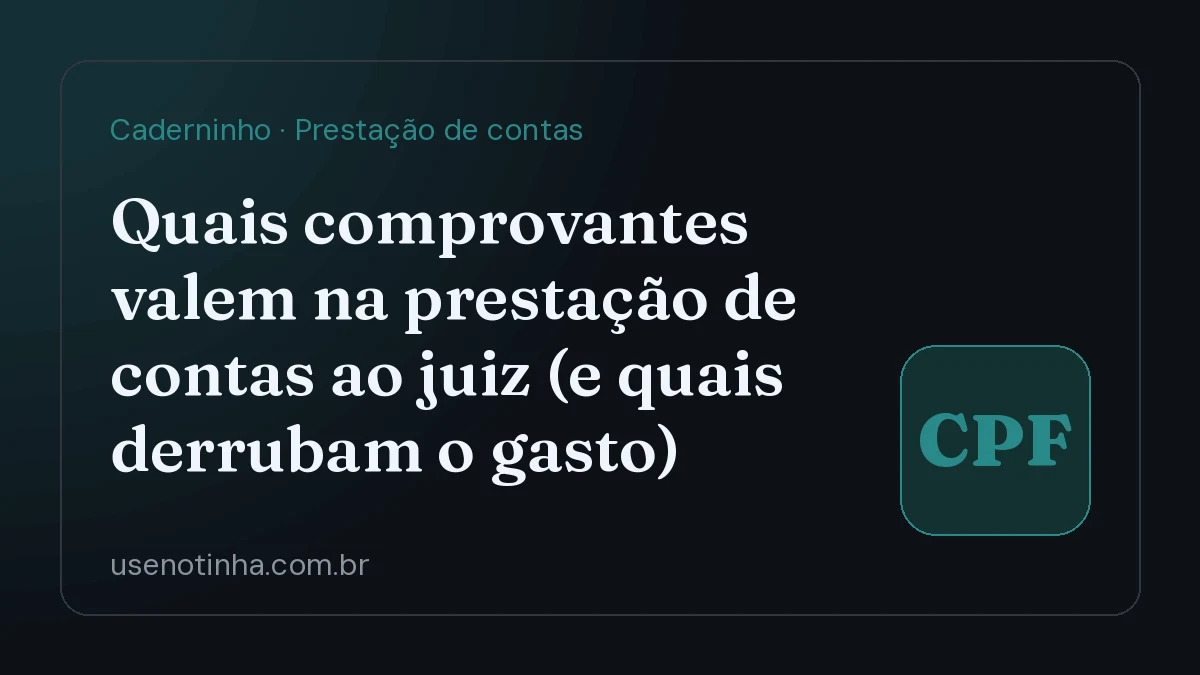 Caderninho · Prestação de contas
Quais comprovantes
valem na prestação de
contas ao juiz (e quais
derrubam o gasto)
CPF
usenotinha.com.br